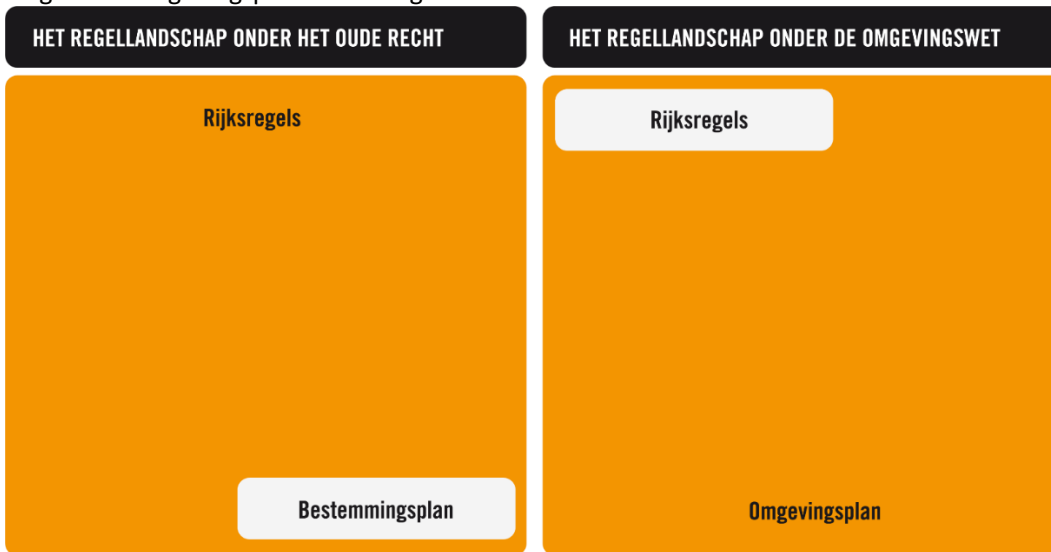 HET REGELLANDSCHAP ONDER HET OUDE RECHT
Rijksregels
Bestemmingsplan
HET REGELLANDSCHAP ONDER DE OMGEVINGSWET
Rijksregels
Omgevingsplan